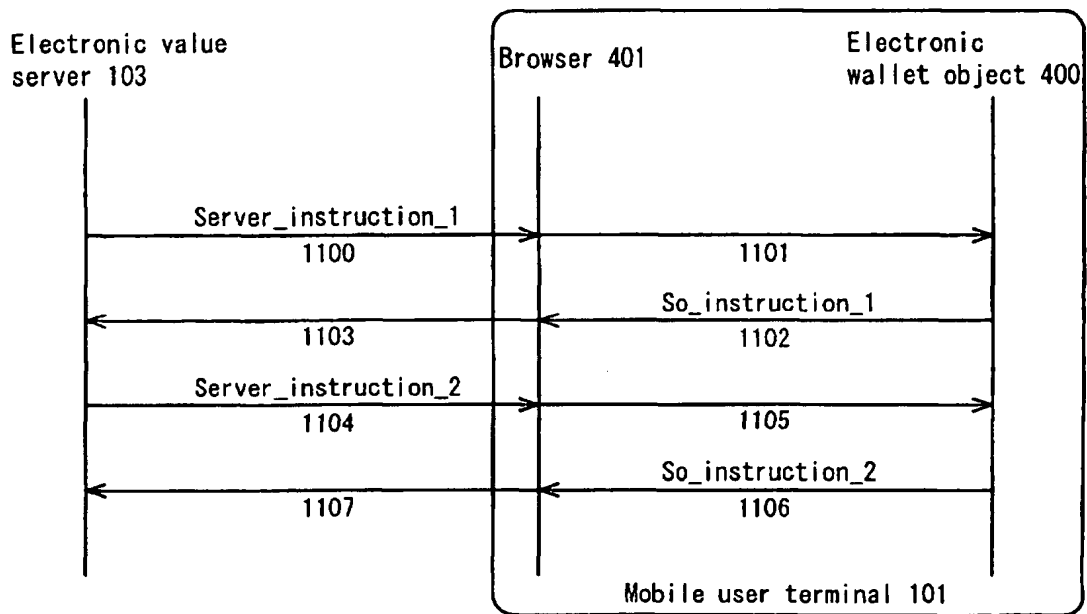 Electronic value
server 103
Browser 401
Electronic
wallet object 400
Server_instruction_1
1100
1101
So_instruction_1
1103
1102
Server_instruction_2
1104
1105
So_instruction_2
1107
1106
Mobile user terminal 101